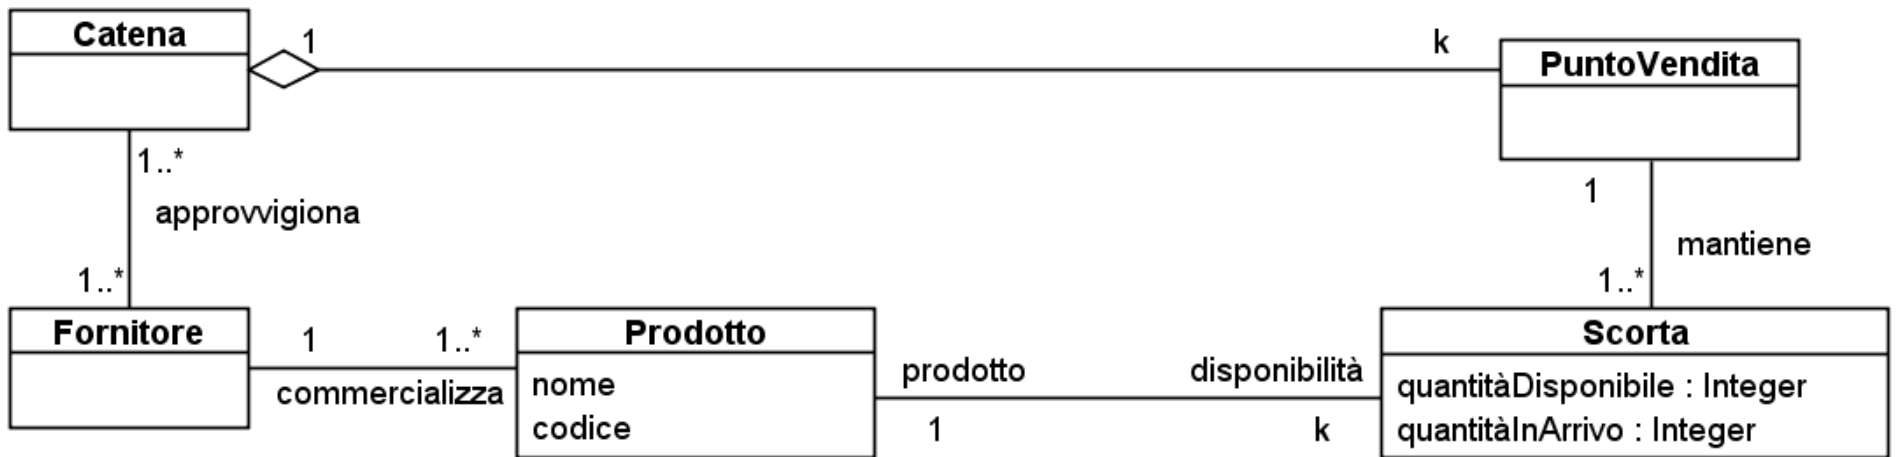 Catena
1
k
PuntoVendita
1..*
approvvigiona
1..*
1
mantiene
1..*
Fornitore
1
1..*
commercializza
Prodotto
nome
codice
prodotto
disponibilità
1
k
Scorta
quantitàDisponibile : Integer
quantitàInArrivo : Integer